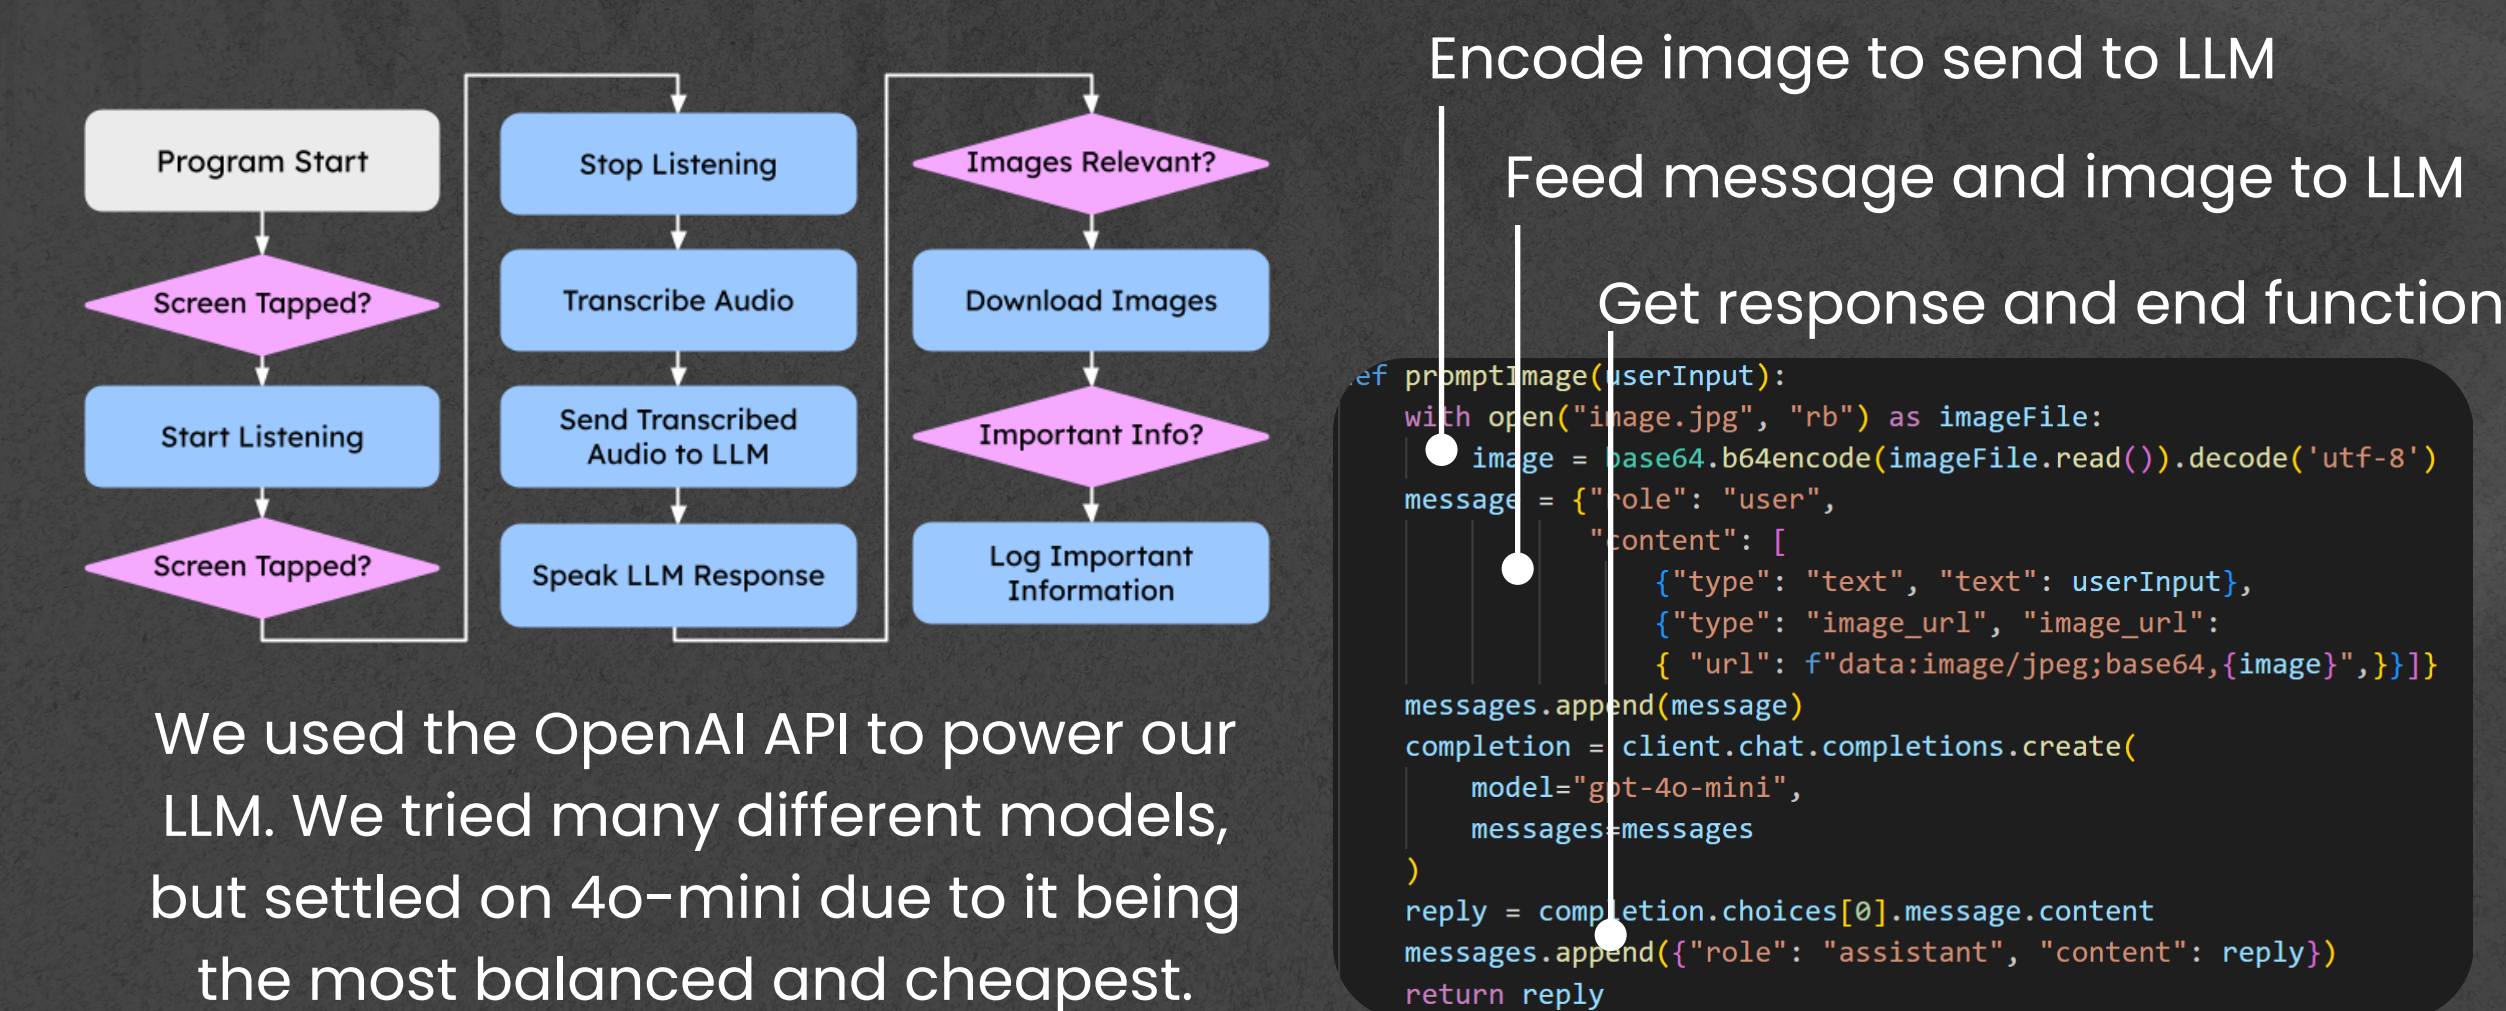 Program Start
Screen Tapped?
Start Listening
Screen Tapped?
Stop Listening
Transcribe Audio
Send Transcribed
Audio to LLM
Speak LLM Response
Images Relevant?
Download Images
Important Info?
Log Important
Information
We used the OpenAI API to power our
LLM. We tried many different models,
but settled on 4o-mini due to it being
the most balanced and cheapest.
Encode image to send to LLM
Feed message and image to LLM
Get response and end function
ef promptImage(userInput):
with open("image.jpg", "rb") as imageFile:
image = base64.b64encode(imageFile.read()).decode('utf-8')
message = {"role": "user",
"content": [
{"type": "text", "text": userInput},
{"type": "image_url", "image_url":
{ "url": f"data:image/jpeg;base64,{image}",}}]}
messages.append(message)
completion = client.chat.completions.create(
model="gpt-4o-mini",
messages=messages
)
reply = completion.choices[0].message.content
messages.append({"role": "assistant", "content": reply})
return reply